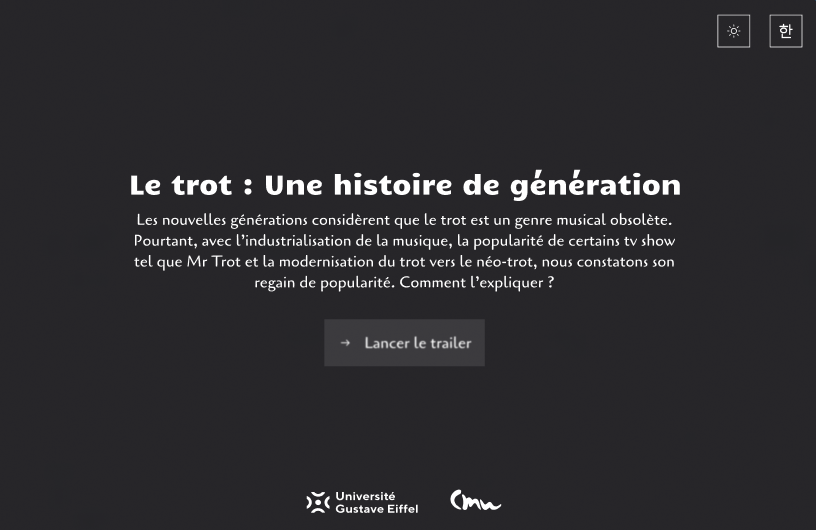 한
Le trot : Une histoire de génération
Les nouvelles générations considèrent que le trot est un genre musical obsolète.
Pourtant, avec l'industrialisation de la musique, la popularité de certains tv show
tel que Mr Trot et la modernisation du trot vers le néo-trot, nous constatons son
regain de popularité. Comment l'expliquer ?
→ Lancer le trailer
Université
Gustave Eiffel